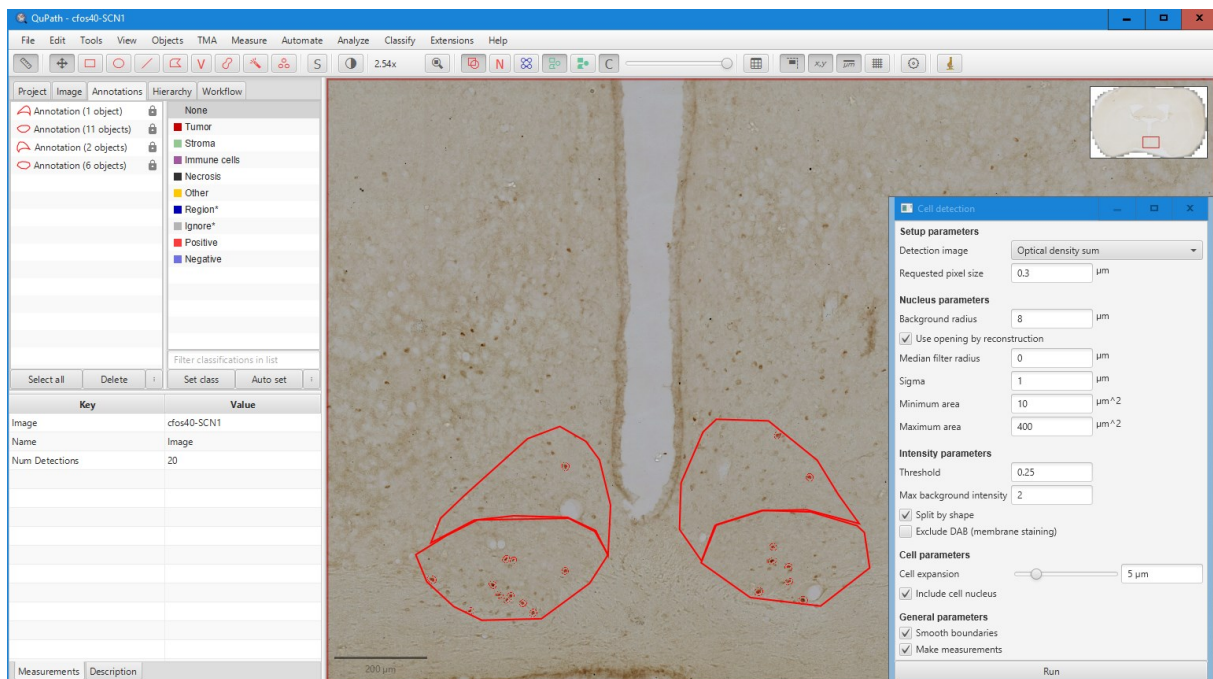 QuPath - cfos40-SCN1
File Edit Tools View Objects TMA Measure Automate Analyze Classify Extensions Help
S 2.54x N C x,y µm
Project Image Annotations Hierarchy Workflow
Annotation (1 object)
Annotation (11 objects)
Annotation (2 objects)
Annotation (6 objects)
None
Tumor
Stroma
Immune cells
Necrosis
Other
Region*
Ignore*
Positive
Negative
Filter classifications in list
Select all Delete Set class Auto set
Key Value
Image cfos40-SCN1
Name Image
Num Detections 20
Measurements Description
200 µm
Cell detection
Setup parameters
Detection image Optical density sum
Requested pixel size 0.3 µm
Nucleus parameters
Background radius 8 µm
Use opening by reconstruction
Median filter radius 0 µm
Sigma 1 µm
Minimum area 10 µm^2
Maximum area 400 µm^2
Intensity parameters
Threshold 0.25
Max background intensity 2
Split by shape
Exclude DAB (membrane staining)
Cell parameters
Cell expansion 5 µm
Include cell nucleus
General parameters
Smooth boundaries
Make measurements
Run